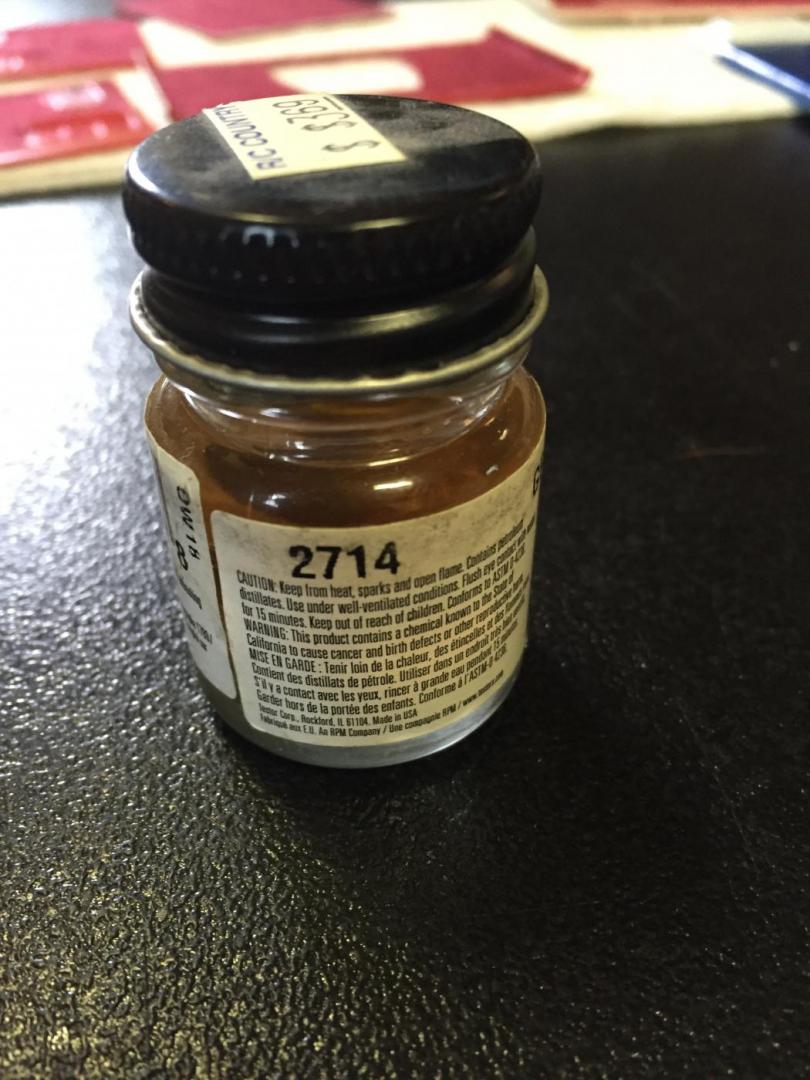 RC COUNTRY
$ $3.69
2714
CAUTION: Keep from heat, sparks and open flame. Contains petroleum
distillates. Use under well-ventilated conditions. Flush eye contact with water
for 15 minutes. Keep out of reach of children. Conforms to ASTM D-4236.
WARNING: This product contains a chemical known to the State of
California to cause cancer and birth defects or other reproductive harm.
MISE EN GARDE : Tenir loin de la chaleur, des étincelles et des flammes.
Contient des distillats de pétrole. Utiliser dans un endroit très
S'il y a contact avec les yeux, rincer à grande eau pendant 15 minutes.
Garder hors de la portée des enfants. Conforme à l'ASTM-D 4236.
Testor Corp., Rockford, IL 61104. Made in USA
Fabriqué aux E.U. An RPM Company / Une compagnie RPM / www.testors.com